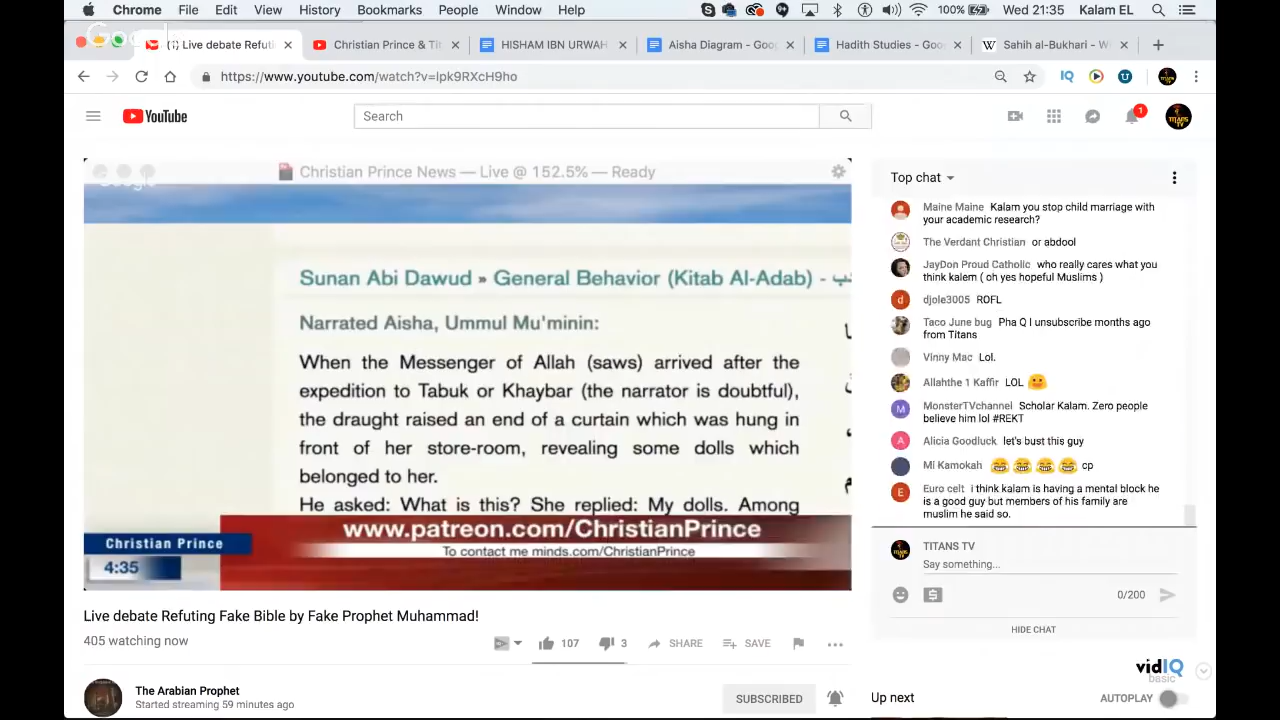 Chrome File Edit View History Bookmarks People Window Help 100% Wed 21:35 Kalam EL
(1) Live debate Refuti
Christian Prince & Tit
HISHAM IBN URWAH
Aisha Diagram - Goo
Hadith Studies - Goo
Sahih al-Bukhari - W
https://www.youtube.com/watch?v=lpk9RXcH9ho
YouTube
Search
1
Christian Prince News — Live @ 152.5% — Ready
Sunan Abi Dawud » General Behavior (Kitab Al-Adab) -
Narrated Aisha, Ummul Mu'minin:
When the Messenger of Allah (saws) arrived after the
expedition to Tabuk or Khaybar (the narrator is doubtful),
the draught raised an end of a curtain which was hung in
front of her store-room, revealing some dolls which
belonged to her.
He asked: What is this? She replied: My dolls. Among
www.patreon.com/ChristianPrince
To contact me minds.com/ChristianPrince
Christian Prince
4:35
Live debate Refuting Fake Bible by Fake Prophet Muhammad!
405 watching now
107 3 SHARE SAVE
The Arabian Prophet
Started streaming 59 minutes ago
SUBSCRIBED
Top chat
Maine Maine Kalam you stop child marriage with
your academic research?
The Verdant Christian or abdool
JayDon Proud Catholic who really cares what you
think kalem ( oh yes hopeful Muslims )
djole3005 ROFL
Taco June bug Pha Q I unsubscribe months ago
from Titans
Vinny Mac Lol.
Allahthe 1 Kaffir LOL
MonsterTVchannel Scholar Kalam. Zero people
believe him lol #REKT
Alicia Goodluck let's bust this guy
Mi Kamokah cp
Euro celt i think kalam is having a mental block he
is a good guy but members of his family are
muslim he said so.
TITANS TV
Say something...
0/200
HIDE CHAT
vidIQ
basic
Up next
AUTOPLAY